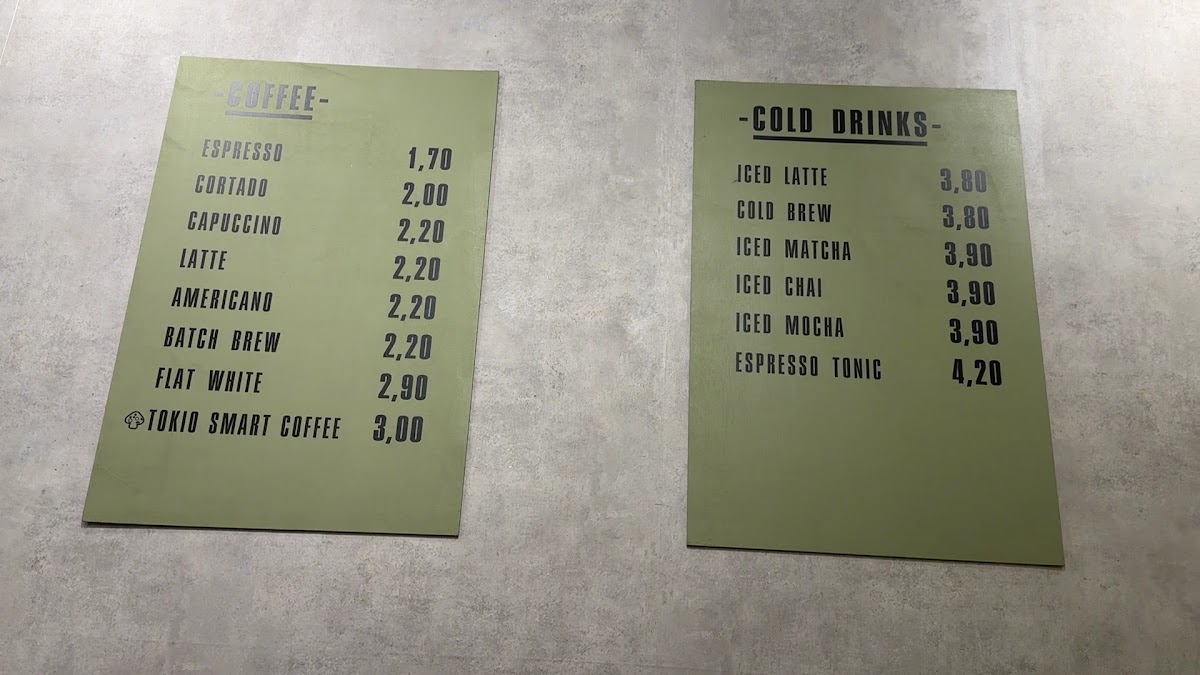 -COFFEE-
ESPRESSO 1,70
CORTADO 2,00
CAPUCCINO 2,20
LATTE 2,20
AMERICANO 2,20
BATCH BREW 2,20
FLAT WHITE 2,90
TOKIO SMART COFFEE 3,00
-COLD DRINKS-
ICED LATTE 3,80
COLD BREW 3,80
ICED MATCHA 3,90
ICED CHAI 3,90
ICED MOCHA 3,90
ESPRESSO TONIC 4,20